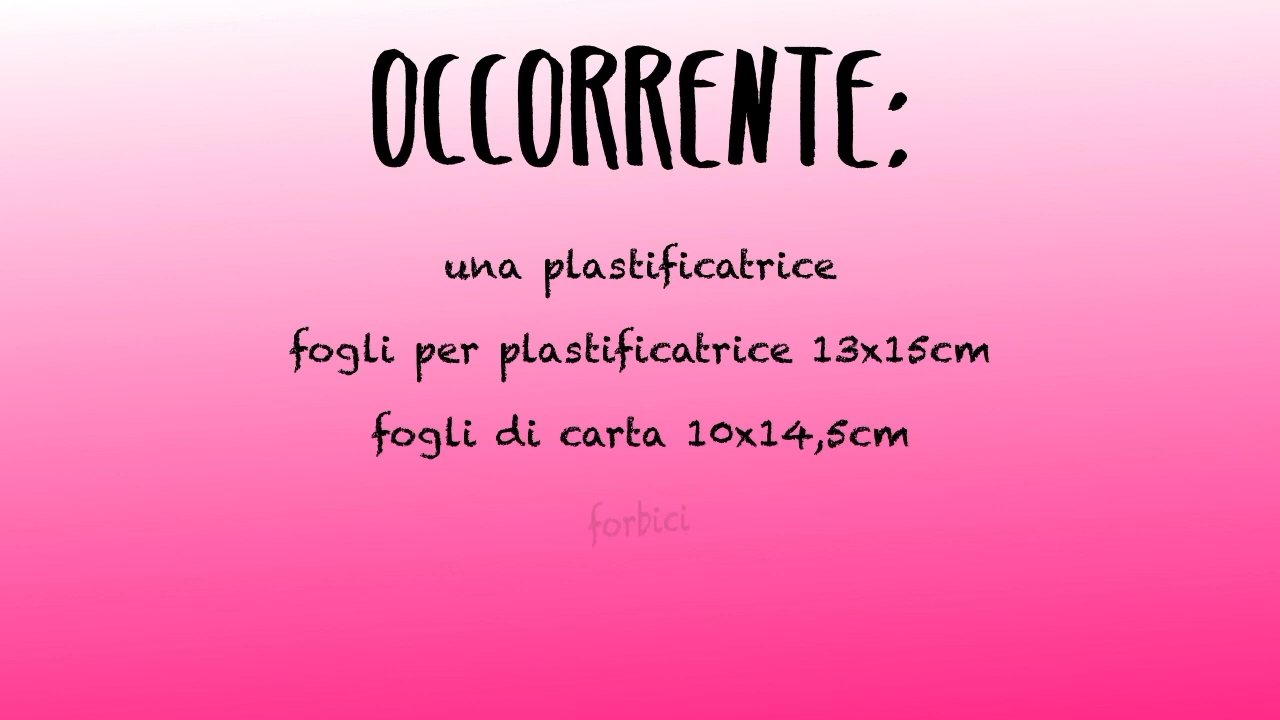 OCCORRENTE:
una plastificatrice
fogli per plastificatrice 13x15cm
fogli di carta 10x14,5cm
forbici